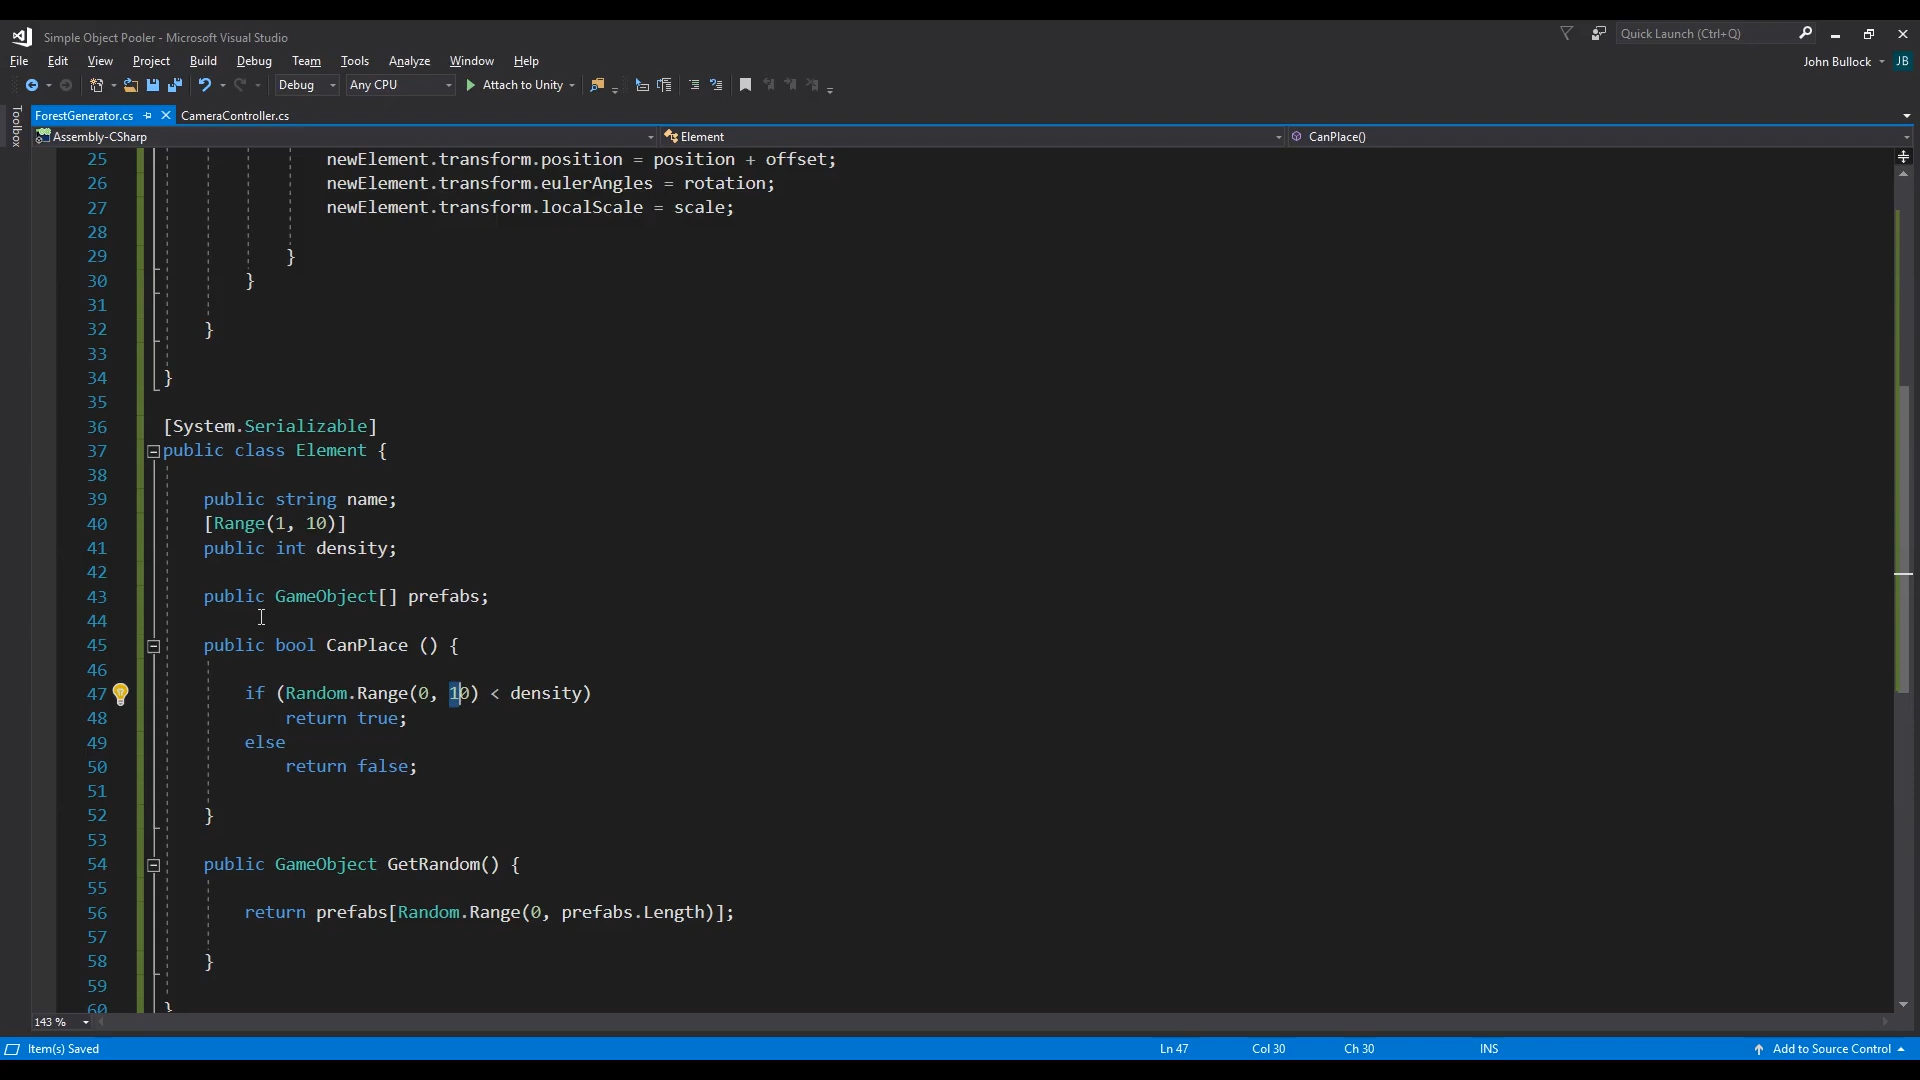 Simple Object Pooler - Microsoft Visual Studio
Quick Launch (Ctrl+Q)
File Edit View Project Build Debug Team Tools Analyze Window Help
John Bullock JB
Debug Any CPU Attach to Unity
Toolbox
ForestGenerator.cs CameraController.cs
Assembly-CSharp Element CanPlace()
25 newElement.transform.position = position + offset;
26 newElement.transform.eulerAngles = rotation;
27 newElement.transform.localScale = scale;
28
29 }
30 }
31
32 }
33
34 }
35
36 [System.Serializable]
37 public class Element {
38
39 public string name;
40 [Range(1, 10)]
41 public int density;
42
43 public GameObject[] prefabs;
44
45 public bool CanPlace () {
46
47 if (Random.Range(0, 10) < density)
48 return true;
49 else
50 return false;
51
52 }
53
54 public GameObject GetRandom() {
55
56 return prefabs[Random.Range(0, prefabs.Length)];
57
58 }
59
60 }
143 %
Item(s) Saved Ln 47 Col 30 Ch 30 INS Add to Source Control